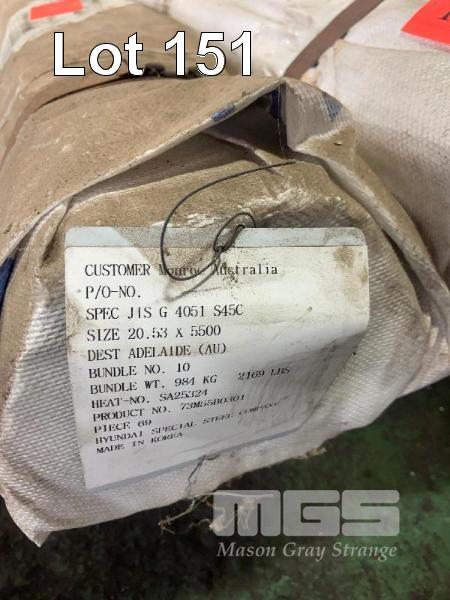 Lot 151
CUSTOMER Monroe Australia
P/O-NO.
SPEC JIS G 4051 S45C
SIZE 20.53 X 5500
DEST ADELAIDE (AU)
BUNDLE NO. 10
BUNDLE WT. 984 KG 2169 LBS
HEAT-NO. SA25324
PRODUCT NO. 73M55B0301
PIECE 69
HYUNDAI SPECIAL STEEL COMPANY
MADE IN KOREA
MGS
Mason Gray Strange